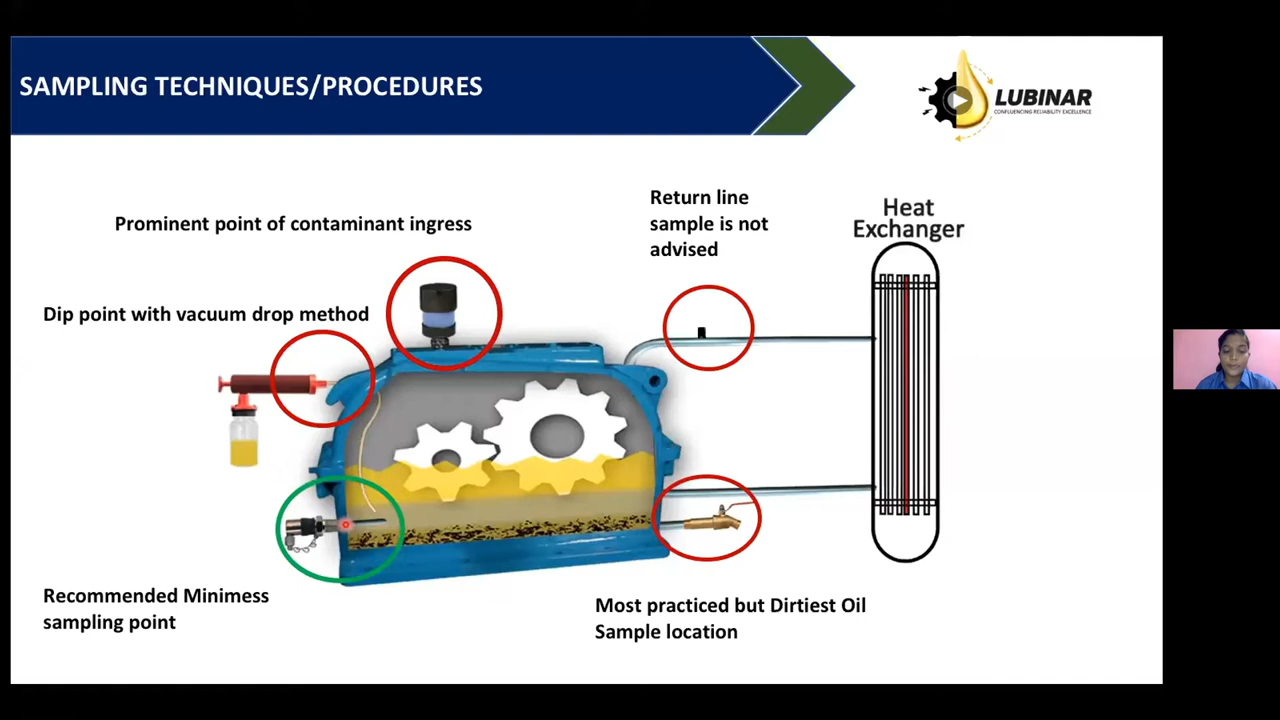 SAMPLING TECHNIQUES/PROCEDURES
LUBINAR
CONFLUENCING RELIABILITY EXCELLENCE
Return line
sample is not
advised
Heat
Exchanger
Prominent point of contaminant ingress
Dip point with vacuum drop method
Recommended Minimess
sampling point
Most practiced but Dirtiest Oil
Sample location